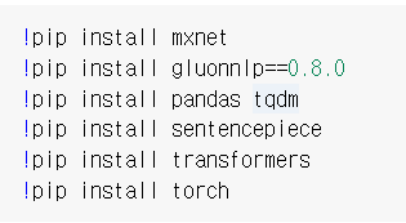 !pip install mxnet
!pip install gluonnlp==0.8.0
!pip install pandas tqdm
!pip install sentencepiece
!pip install transformers
!pip install torch